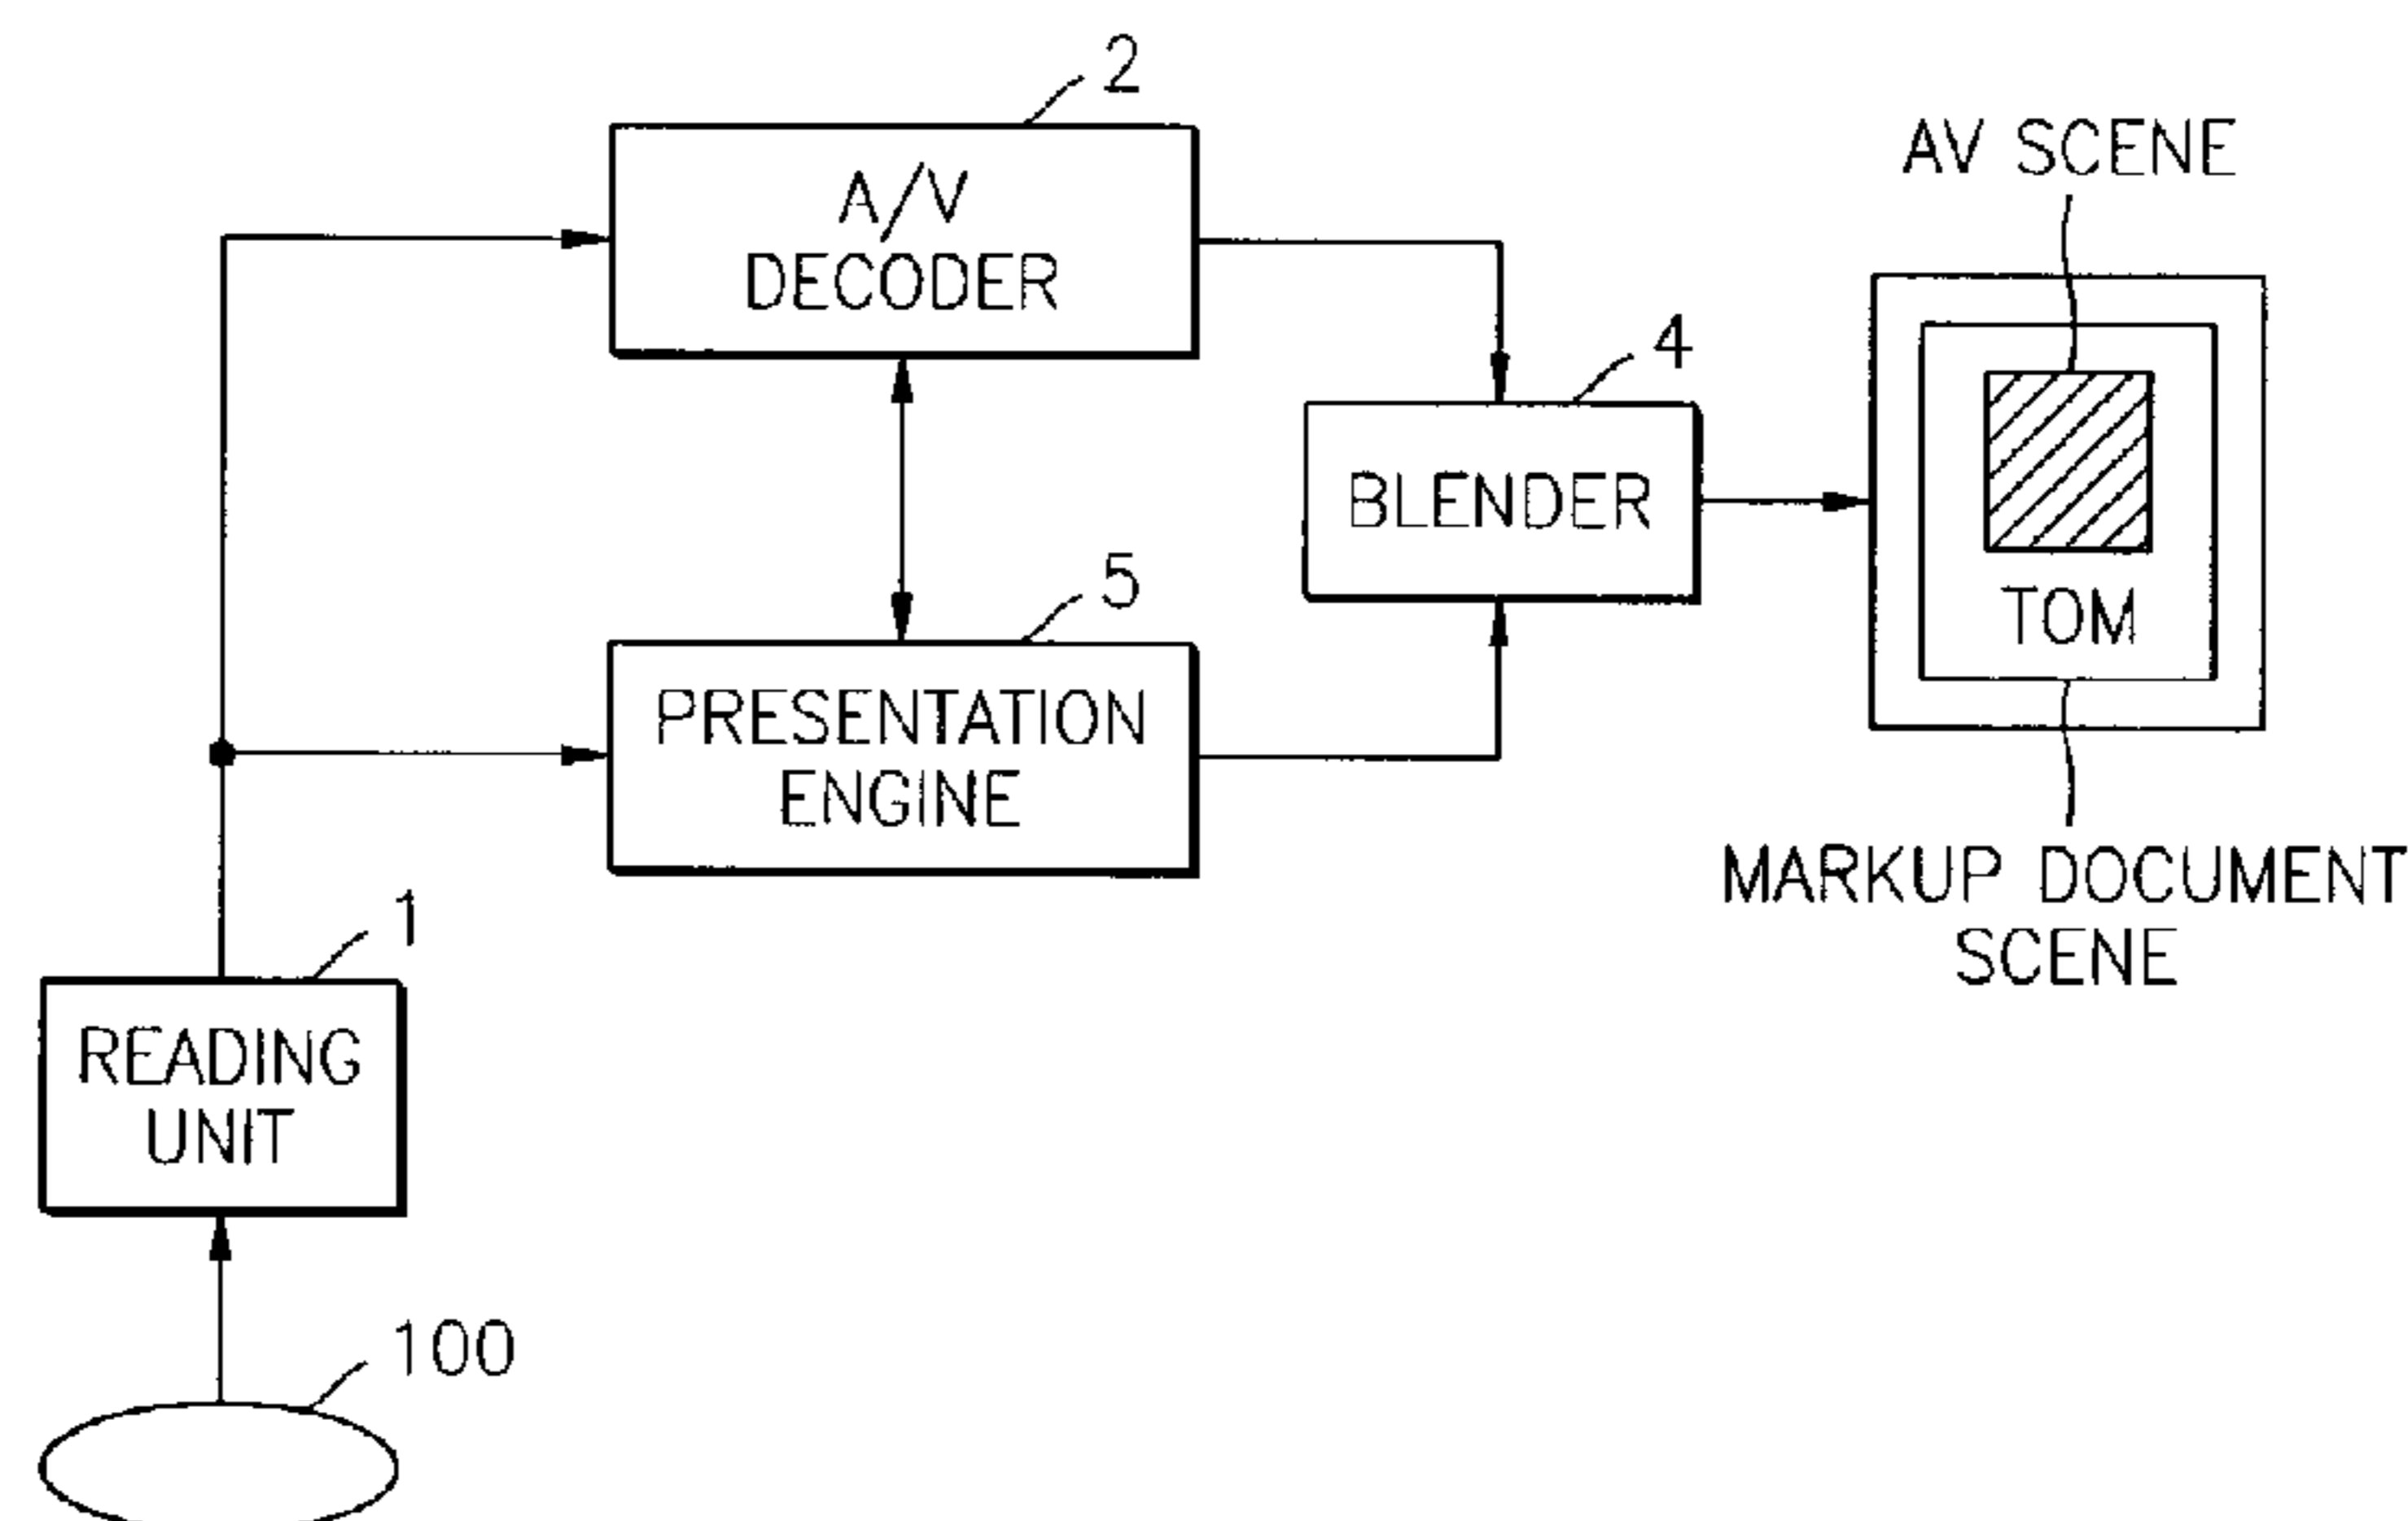 2
A/V
DECODER
AV SCENE
4
BLENDER
5
TOM
PRESENTATION
ENGINE
MARKUP DOCUMENT
SCENE
1
READING
UNIT
100